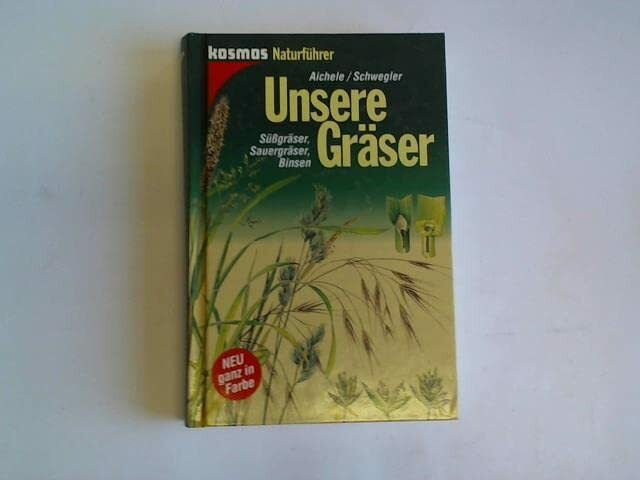 kosmos Naturführer
Aichele / Schwegler
Unsere
Gräser
Süßgräser,
Sauergräser,
Binsen
NEU
ganz in
Farbe